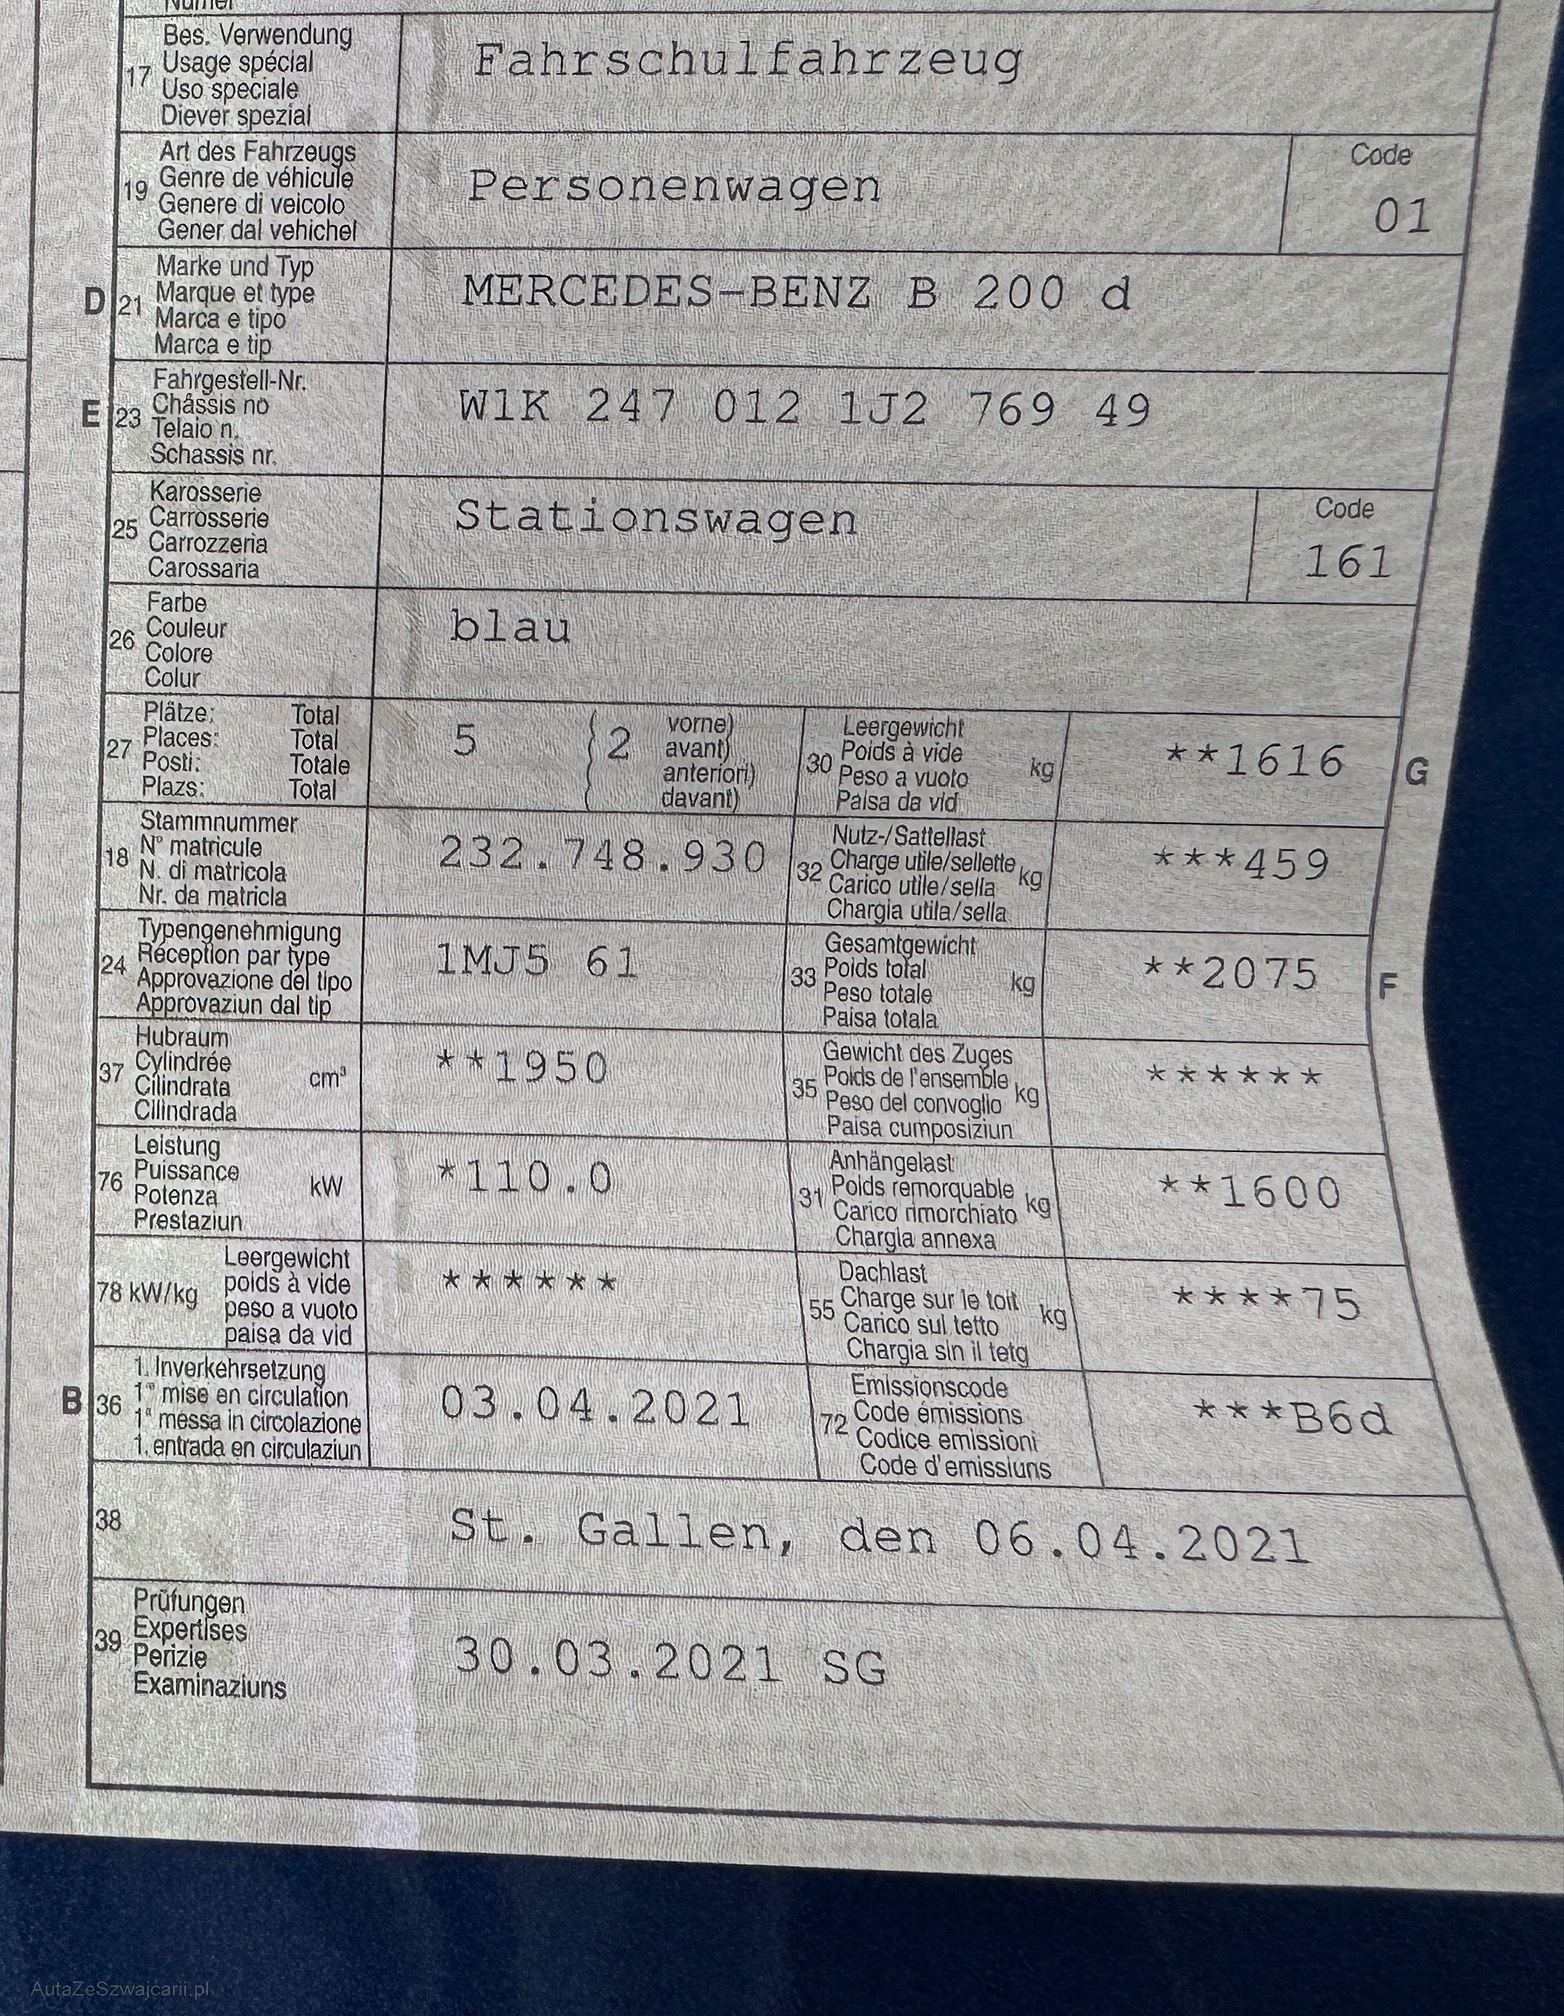 Numer
17 Bes. Verwendung
Usage spécial
Uso speciale
Diever spezial
Fahrschulfahrzeug
19 Art des Fahrzeugs
Genre de véhicule
Genere di veicolo
Gener dal vehichel
Personenwagen
Code
01
D 21 Marke und Typ
Marque et type
Marca e tipo
Marca e tip
MERCEDES-BENZ B 200 d
E 23 Fahrgestell-Nr.
Châssis no
Telaio n.
Schassis nr.
W1K 247 012 1J2 769 49
25 Karosserie
Carrosserie
Carrozzeria
Carossaria
Stationswagen
Code
161
26 Farbe
Couleur
Colore
Colur
blau
27 Plätze: Total
Places: Total
Posti: Totale
Plazs: Total
5 { 2 vorne)
avant)
anteriori)
davant)
30 Leergewicht
Poids à vide
Peso a vuoto
Paisa da vid
kg
**1616 G
18 Stammnummer
N° matricule
N. di matricola
Nr. da matricla
232.748.930
32 Nutz-/Sattellast
Charge utile/sellette
Carico utile/sella
Chargia utila/sella
kg
***459
24 Typengenehmigung
Réception par type
Approvazione del tipo
Approvaziun dal tip
1MJ5 61
33 Gesamtgewicht
Poids total
Peso totale
Paisa totala
kg
**2075 F
37 Hubraum
Cylindrée
Cilindrata
Cilindrada
cm³
**1950
35 Gewicht des Zuges
Poids de l'ensemble
Peso del convoglio
Paisa cumposiziun
kg
******
76 Leistung
Puissance
Potenza
Prestaziun
kW
*110.0
31 Anhängelast
Poids remorquable
Carico rimorchiato
Chargia annexa
kg
**1600
78 kW/kg Leergewicht
poids à vide
peso a vuoto
paisa da vid
******
55 Dachlast
Charge sur le toit
Carico sul tetto
Chargia sin il tetg
kg
****75
B 36 1. Inverkehrsetzung
1re mise en circulation
1a messa in circolazione
1. entrada en circulaziun
03.04.2021
72 Emissionscode
Code émissions
Codice emissioni
Code d'emissiuns
***B6d
38 St. Gallen, den 06.04.2021
39 Prüfungen
Expertises
Perizie
Examinaziuns
30.03.2021 SG
AutaZeSzwajcarii.pl